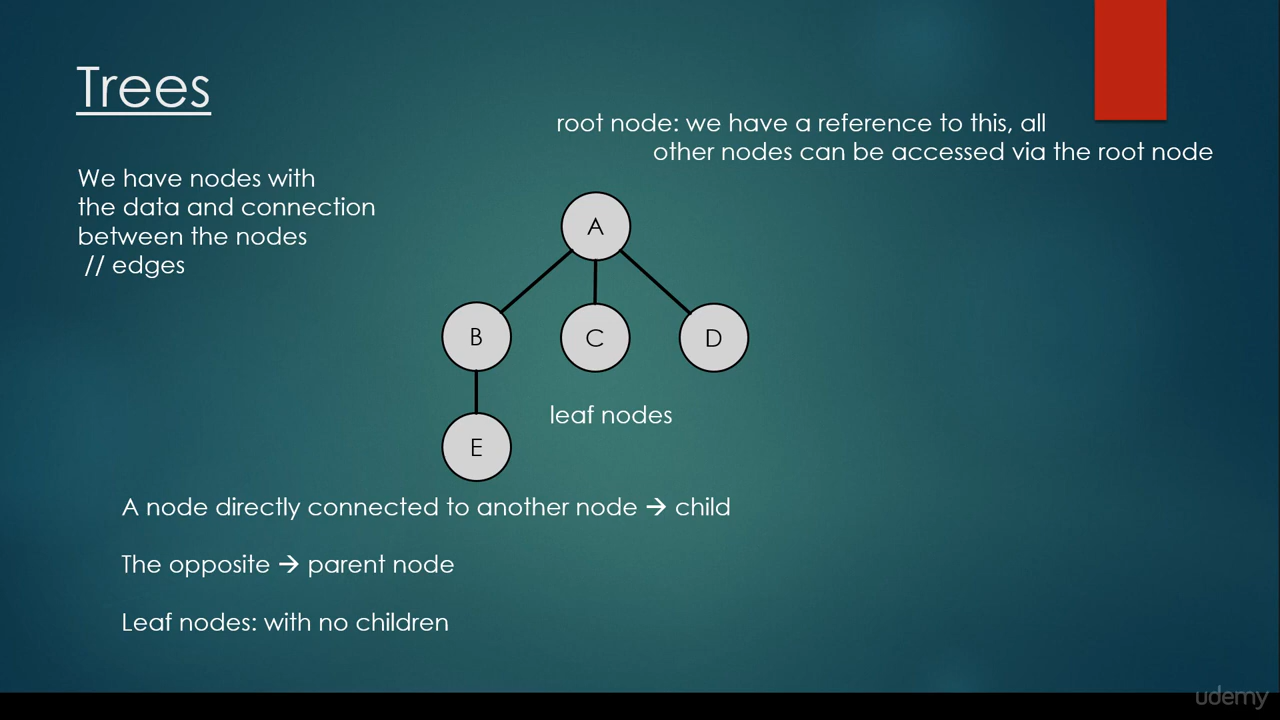 Trees
root node: we have a reference to this, all
other nodes can be accessed via the root node
We have nodes with
the data and connection
between the nodes
// edges
A
B
C
D
leaf nodes
E
A node directly connected to another node → child
The opposite → parent node
Leaf nodes: with no children
udemy